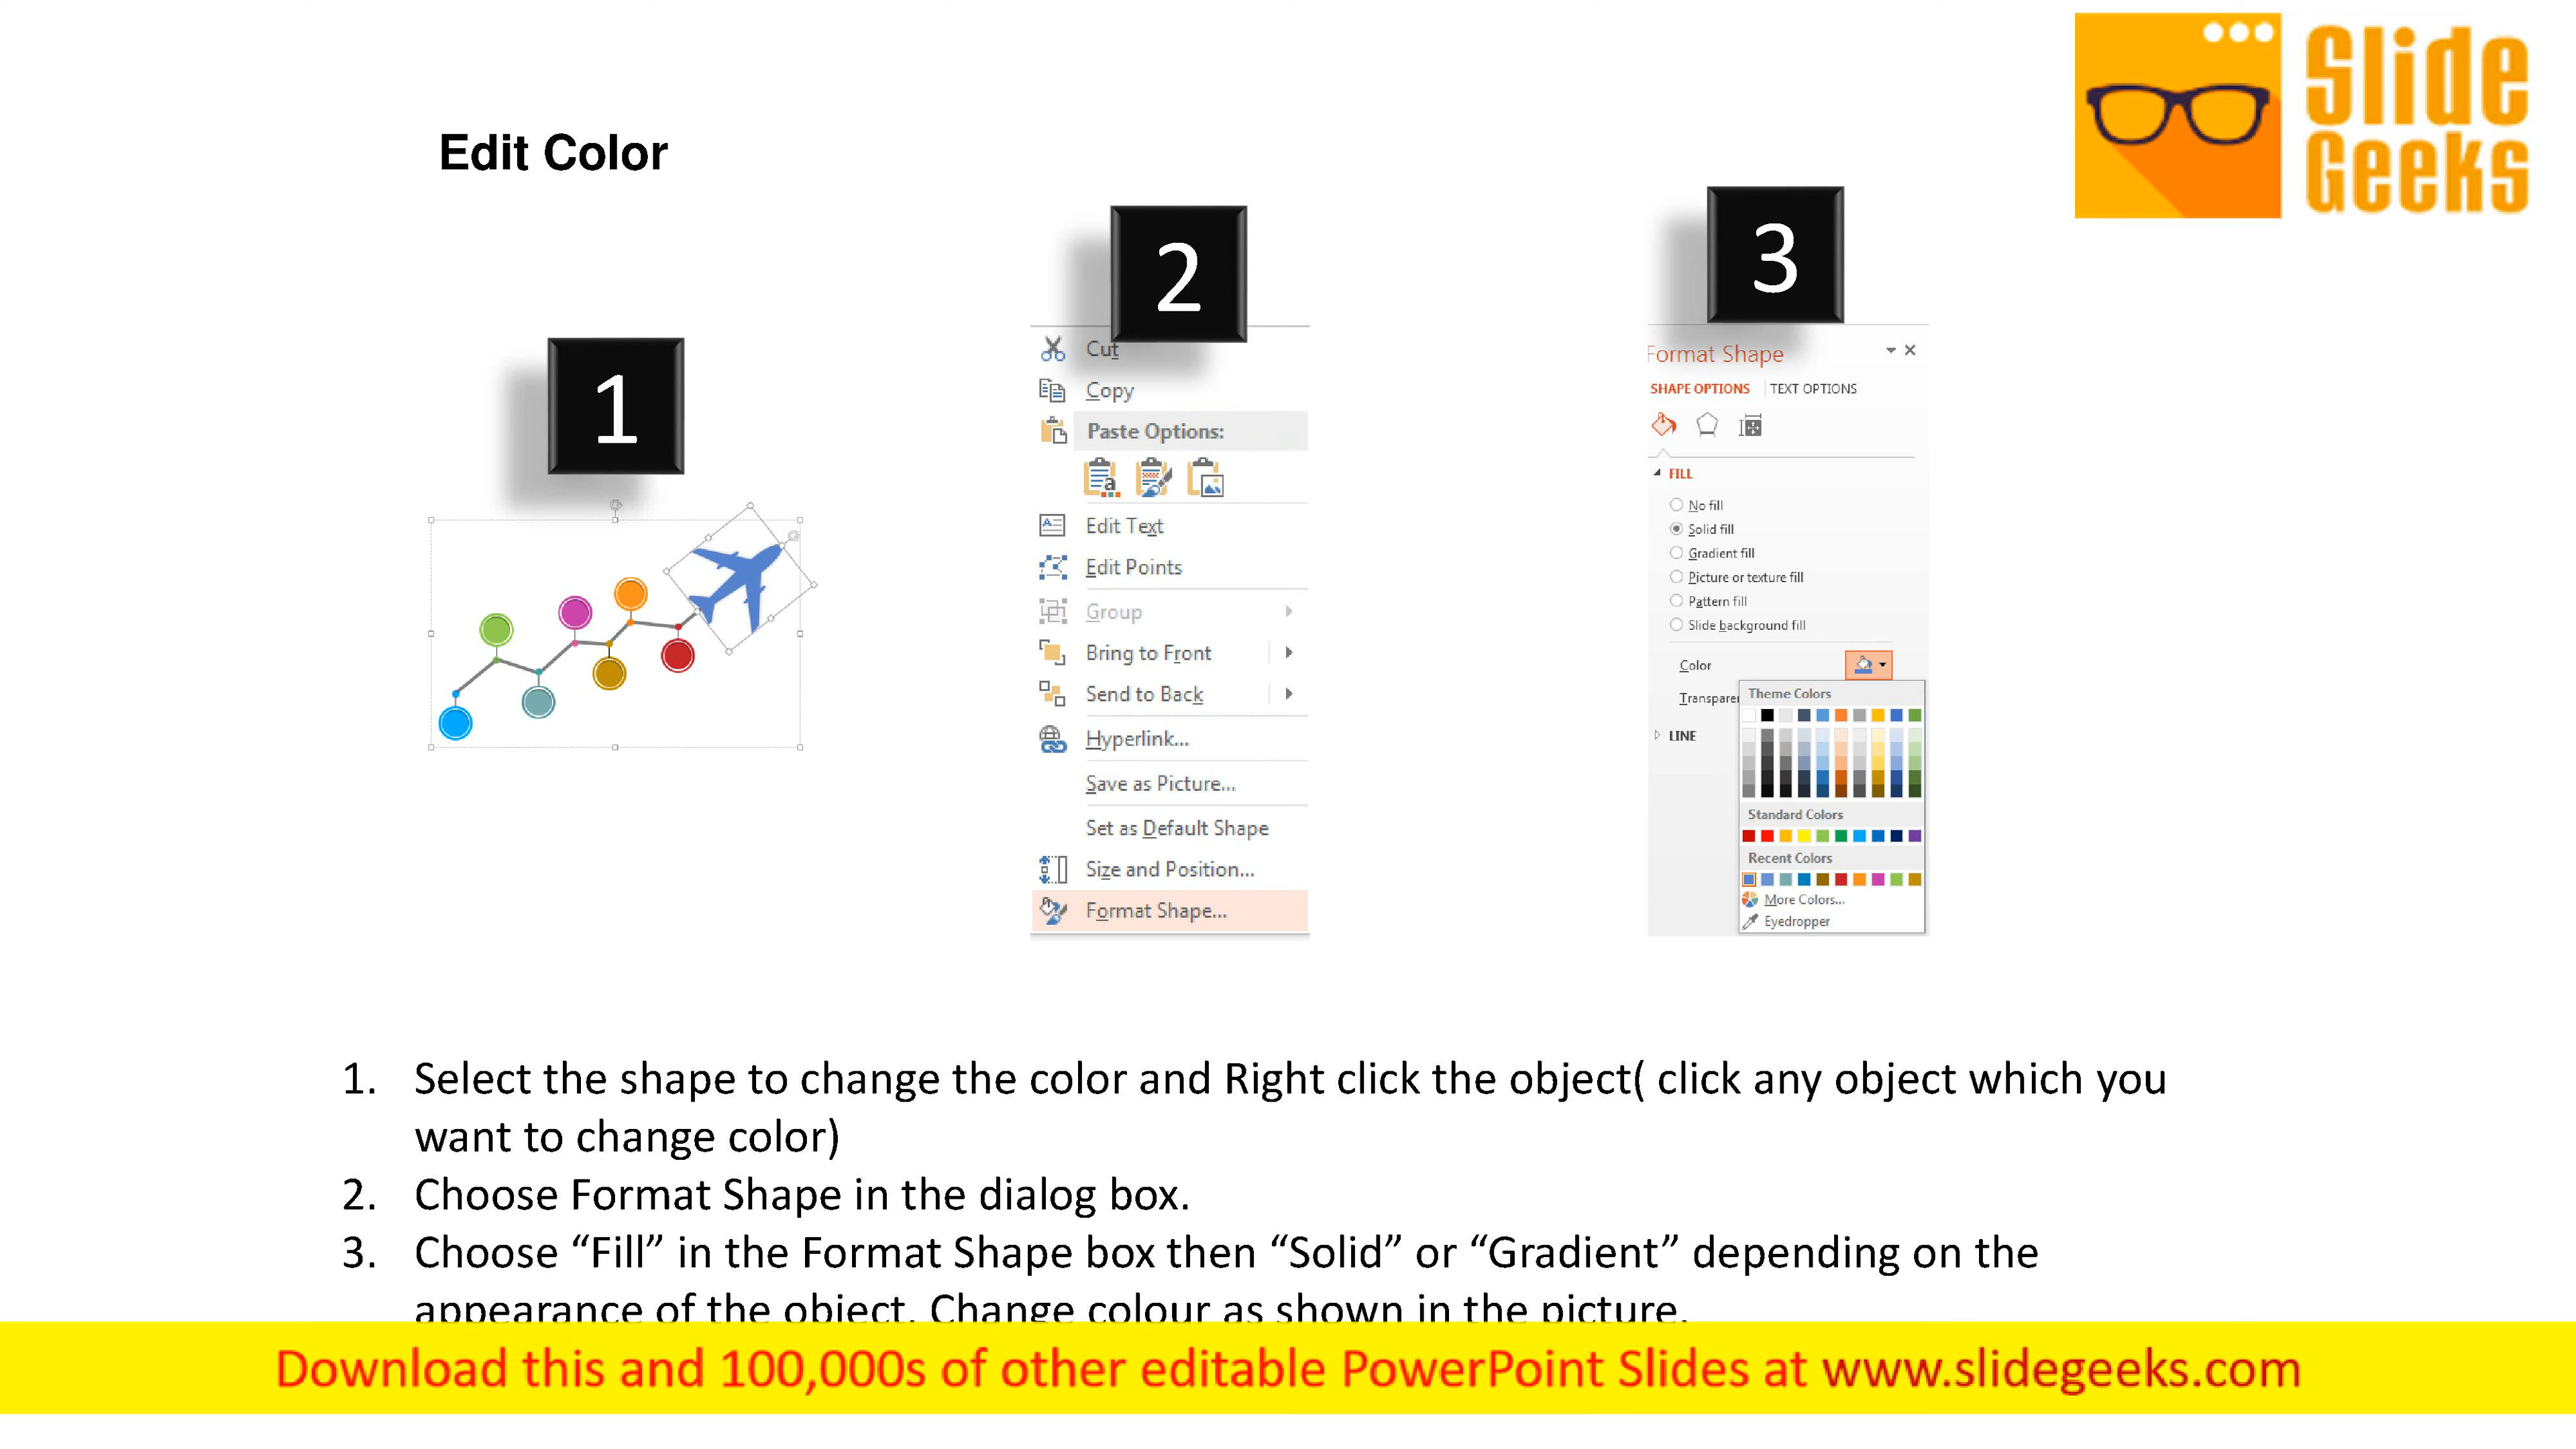 Edit Color
Slide
Geeks
1
2
3
Cut
Copy
Paste Options:
Edit Text
Edit Points
Group
Bring to Front
Send to Back
Hyperlink...
Save as Picture...
Set as Default Shape
Size and Position...
Format Shape...
Format Shape
SHAPE OPTIONS TEXT OPTIONS
FILL
No fill
Solid fill
Gradient fill
Picture or texture fill
Pattern fill
Slide background fill
Color
Transparen
Theme Colors
LINE
Standard Colors
Recent Colors
More Colors...
Eyedropper
1. Select the shape to change the color and Right click the object( click any object which you
want to change color)
2. Choose Format Shape in the dialog box.
3. Choose “Fill” in the Format Shape box then “Solid” or “Gradient” depending on the
appearance of the object. Change colour as shown in the picture.
Download this and 100,000s of other editable PowerPoint Slides at www.slidegeeks.com